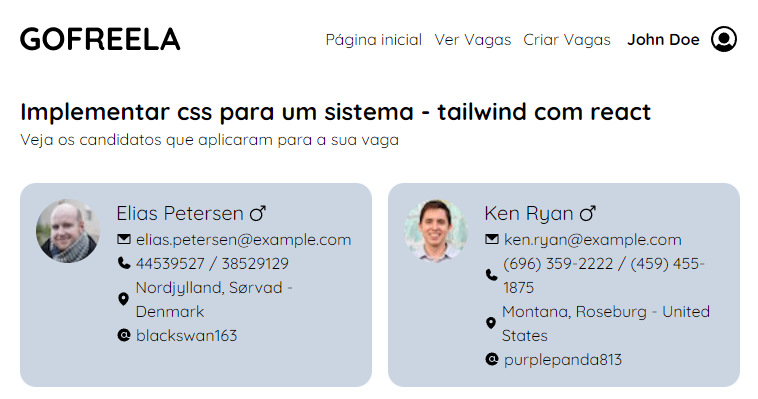 GOFREELA
Página inicial Ver Vagas Criar Vagas John Doe
Implementar css para um sistema - tailwind com react
Veja os candidatos que aplicaram para a sua vaga
Elias Petersen
elias.petersen@example.com
44539527 / 38529129
Nordjylland, Sørvad -
Denmark
blackswan163
Ken Ryan
ken.ryan@example.com
(696) 359-2222 / (459) 455-
1875
Montana, Roseburg - United
States
purplepanda813